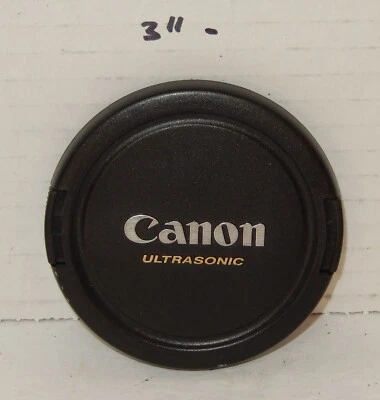 3" -
Canon
ULTRASONIC